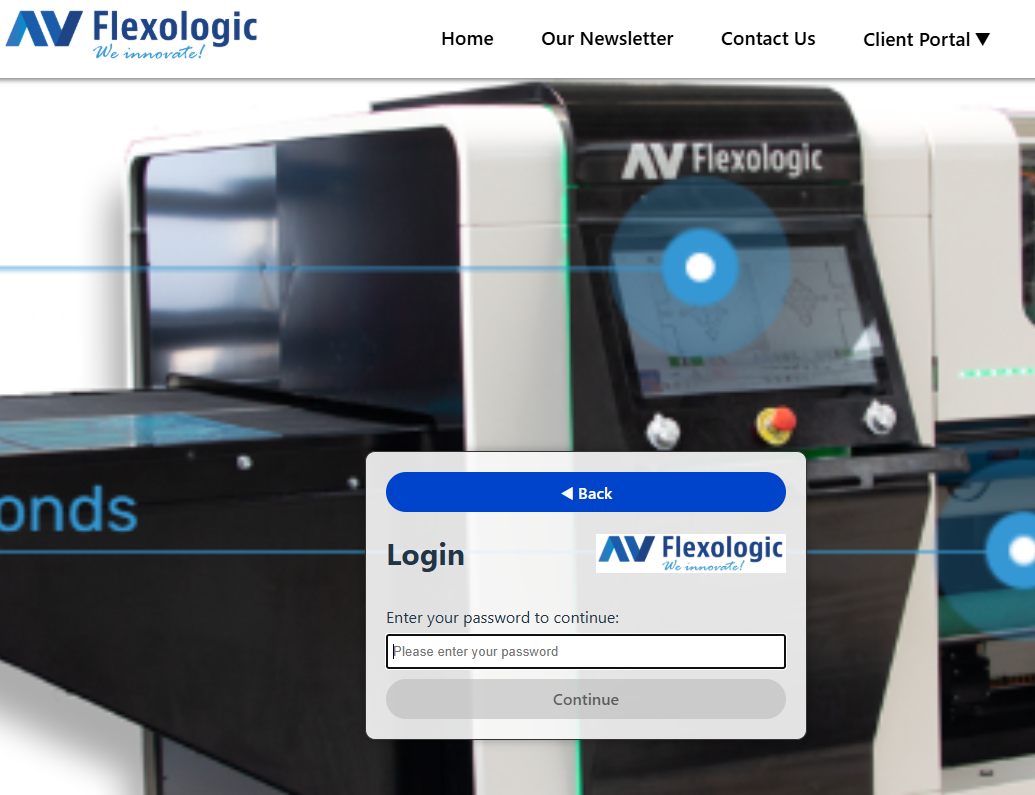 AV Flexologic
We innovate!
Home
Our Newsletter
Contact Us
Client Portal ▼
AV Flexologic
onds
◀ Back
Login
AV Flexologic
We innovate!
Enter your password to continue:
Please enter your password
Continue